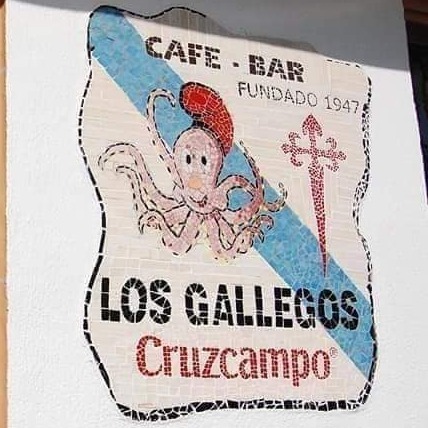 CAFE - BAR
FUNDADO 1947
LOS GALLEGOS
Cruzcampo®